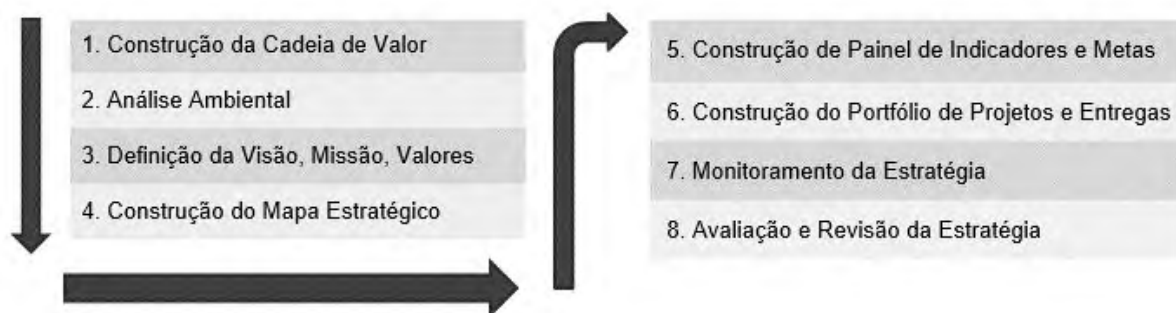 1. Construção da Cadeia de Valor
2. Análise Ambiental
3. Definição da Visão, Missão, Valores
4. Construção do Mapa Estratégico
5. Construção de Painel de Indicadores e Metas
6. Construção do Portfólio de Projetos e Entregas
7. Monitoramento da Estratégia
8. Avaliação e Revisão da Estratégia